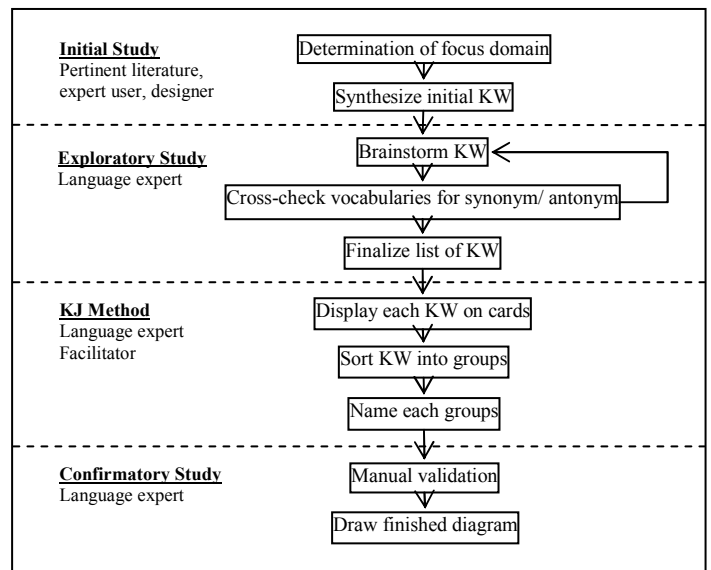 Initial Study
Pertinent literature,
expert user, designer
Determination of focus domain
Synthesize initial KW
Exploratory Study
Language expert
Brainstorm KW
Cross-check vocabularies for synonym/ antonym
Finalize list of KW
KJ Method
Language expert
Facilitator
Display each KW on cards
Sort KW into groups
Name each groups
Confirmatory Study
Language expert
Manual validation
Draw finished diagram